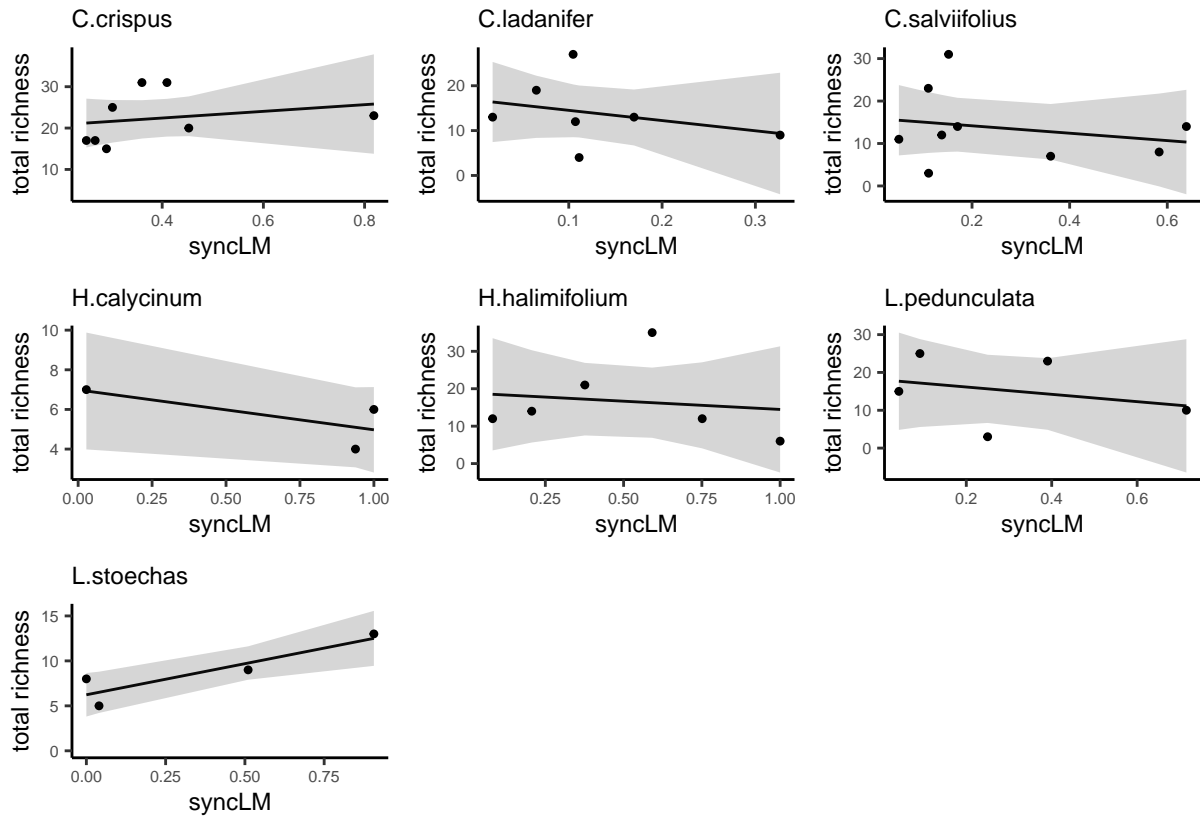 C.crispus
total richness
30
20
10
0.4
0.6
0.8
syncLM
C.ladanifer
total richness
20
10
0
0.1
0.2
0.3
syncLM
C.salviifolius
total richness
30
20
10
0
0.2
0.4
0.6
syncLM
H.calycinum
total richness
10
8
6
4
0.00
0.25
0.50
0.75
1.00
syncLM
H.halimifolium
total richness
30
20
10
0
0.25
0.50
0.75
1.00
syncLM
L.pedunculata
total richness
30
20
10
0
0.2
0.4
0.6
syncLM
L.stoechas
total richness
15
10
5
0
0.00
0.25
0.50
0.75
syncLM